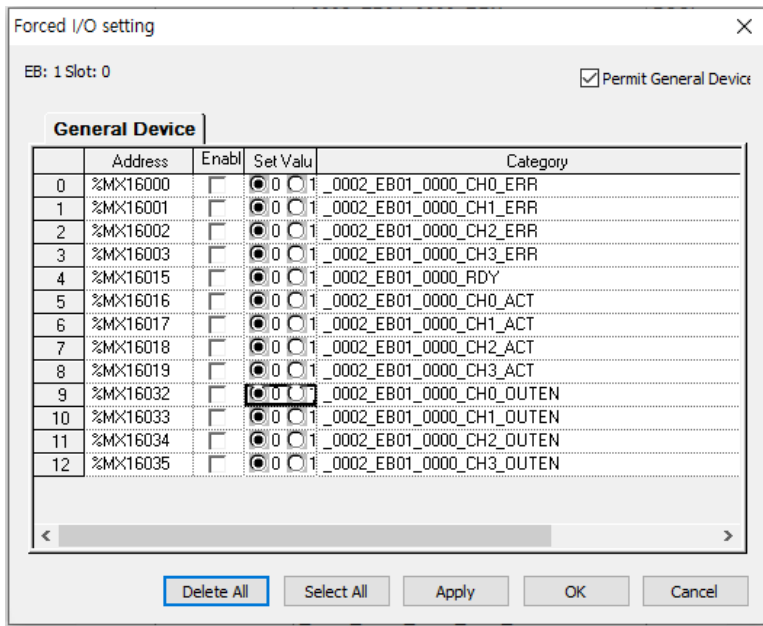 Forced I/O setting
EB: 1 Slot: 0
Permit General Device
General Device
Address Enabl Set Valu Category
0 %MX16000 0 1 _0002_EB01_0000_CH0_ERR
1 %MX16001 0 1 _0002_EB01_0000_CH1_ERR
2 %MX16002 0 1 _0002_EB01_0000_CH2_ERR
3 %MX16003 0 1 _0002_EB01_0000_CH3_ERR
4 %MX16015 0 1 _0002_EB01_0000_RDY
5 %MX16016 0 1 _0002_EB01_0000_CH0_ACT
6 %MX16017 0 1 _0002_EB01_0000_CH1_ACT
7 %MX16018 0 1 _0002_EB01_0000_CH2_ACT
8 %MX16019 0 1 _0002_EB01_0000_CH3_ACT
9 %MX16032 0 1 _0002_EB01_0000_CH0_OUTEN
10 %MX16033 0 1 _0002_EB01_0000_CH1_OUTEN
11 %MX16034 0 1 _0002_EB01_0000_CH2_OUTEN
12 %MX16035 0 1 _0002_EB01_0000_CH3_OUTEN
Delete All Select All Apply OK Cancel